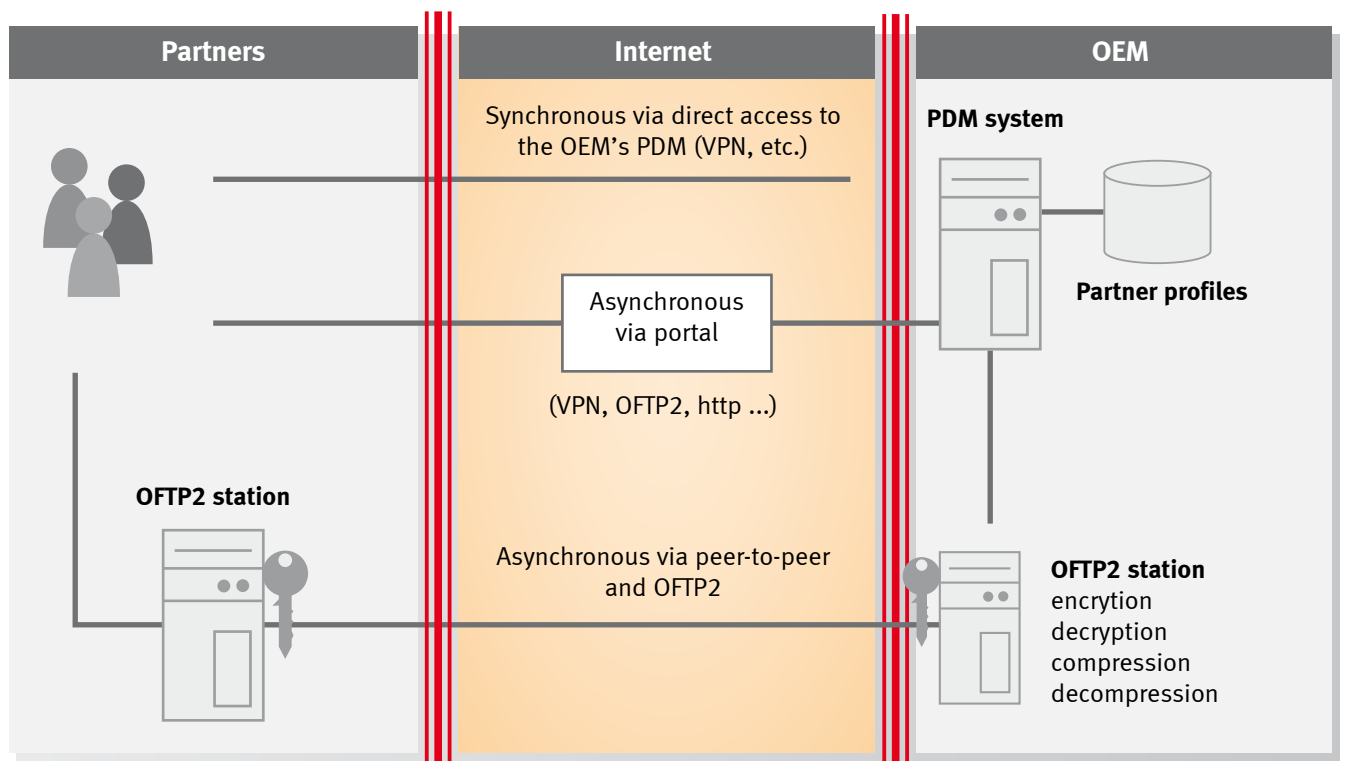 Partners
Internet
OEM
Synchronous via direct access to
the OEM's PDM (VPN, etc.)
PDM system
Partner profiles
Asynchronous
via portal
(VPN, OFTP2, http ...)
OFTP2 station
Asynchronous via peer-to-peer
and OFTP2
OFTP2 station
encrytion
decryption
compression
decompression